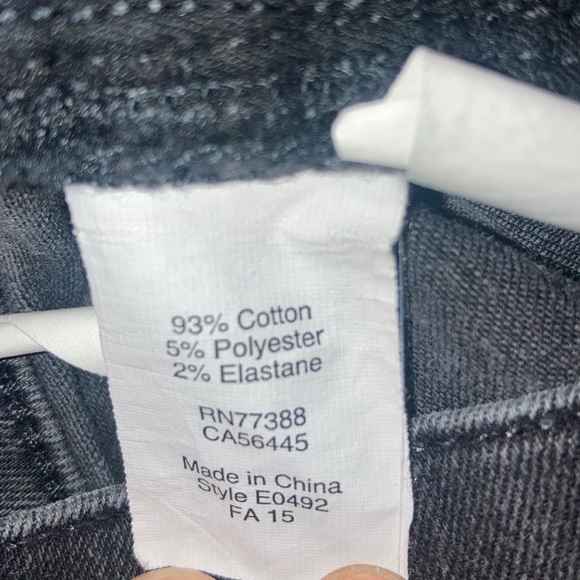 93% Cotton
5% Polyester
2% Elastane
RN77388
CA56445
Made in China
Style E0492
FA 15